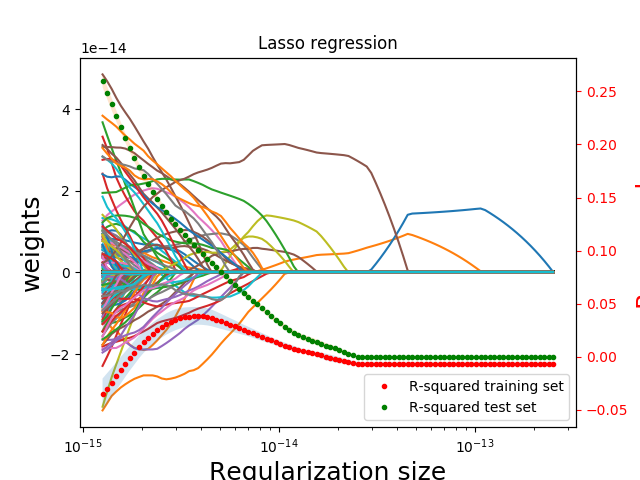 Lasso regression
1e−14
weights
4
2
0
−2
0.25
0.20
0.15
0.10
0.05
0.00
−0.05
R-squared training set
R-squared test set
10−15
10−14
10−13
Regularization size